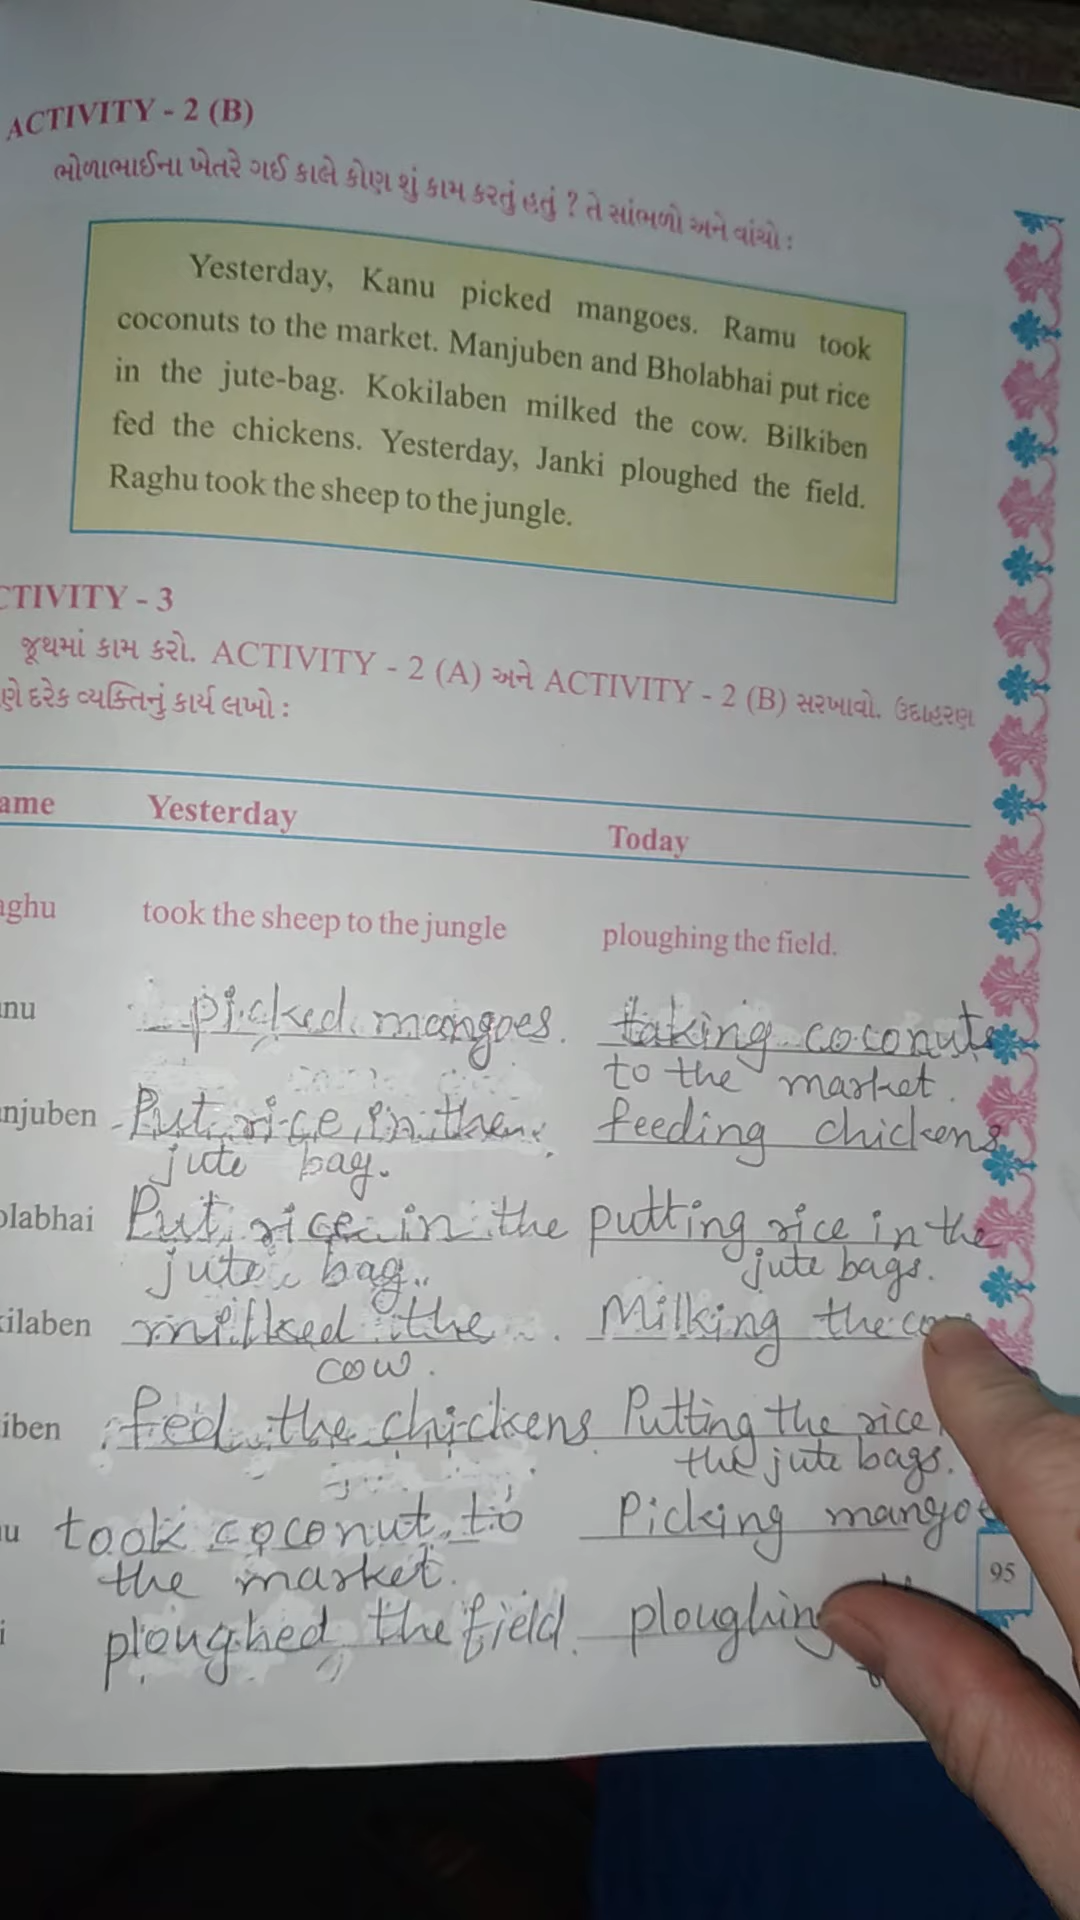 ACTIVITY - 2 (B)
ભોળાભાઈના ખેતરે ગઈ કાલે કોણ શું કામ કરતું હતું ? તે સાંભળો અને વાંચો :
Yesterday, Kanu picked mangoes. Ramu took
coconuts to the market. Manjuben and Bholabhai put rice
in the jute-bag. Kokilaben milked the cow. Bilkiben
fed the chickens. Yesterday, Janki ploughed the field.
Raghu took the sheep to the jungle.
CTIVITY - 3
જૂથમાં કામ કરો. ACTIVITY - 2 (A) અને ACTIVITY - 2 (B) સરખાવો. ઉદાહરણ
ણે દરેક વ્યક્તિનું કાર્ય લખો :
ame Yesterday Today
aghu took the sheep to the jungle ploughing the field.
nu picked mangoes. taking coconuts
to the market.
njuben Put rice in the feeding chickens
jute bag.
olabhai Put rice in the putting rice in the
jute bag. jute bags.
kilaben milked the Milking the
cow.
iben fed the chickens Putting the rice
the jute bags.
u took coconut to Picking
the market.
i ploughed the field. ploughing
95